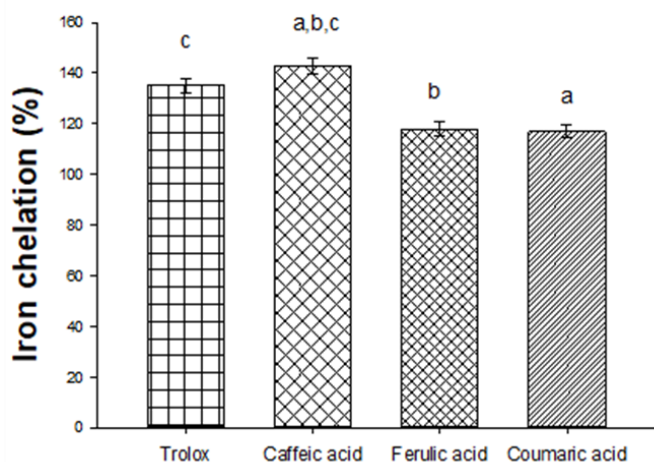 Iron chelation (%)
160
140
120
100
80
60
40
20
0
c
a,b,c
b
a
Trolox
Caffeic acid
Ferulic acid
Coumaric acid